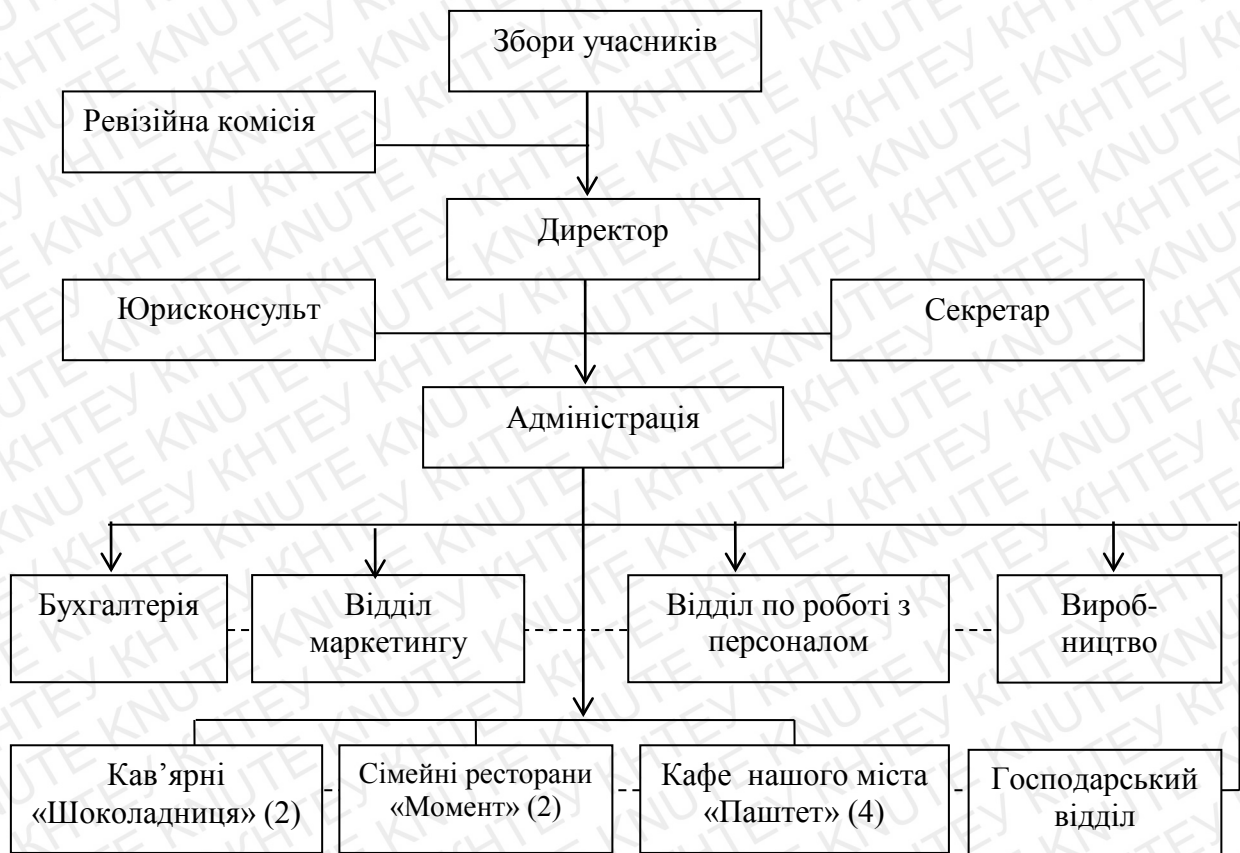 Збори учасників
Ревізійна комісія
Директор
Юрисконсульт
Секретар
Адміністрація
Бухгалтерія
Відділ
маркетингу
Відділ по роботі з
персоналом
Вироб-
ництво
Кав’ярні
«Шоколадниця» (2)
Сімейні ресторани
«Момент» (2)
Кафе нашого міста
«Паштет» (4)
Господарський
відділ